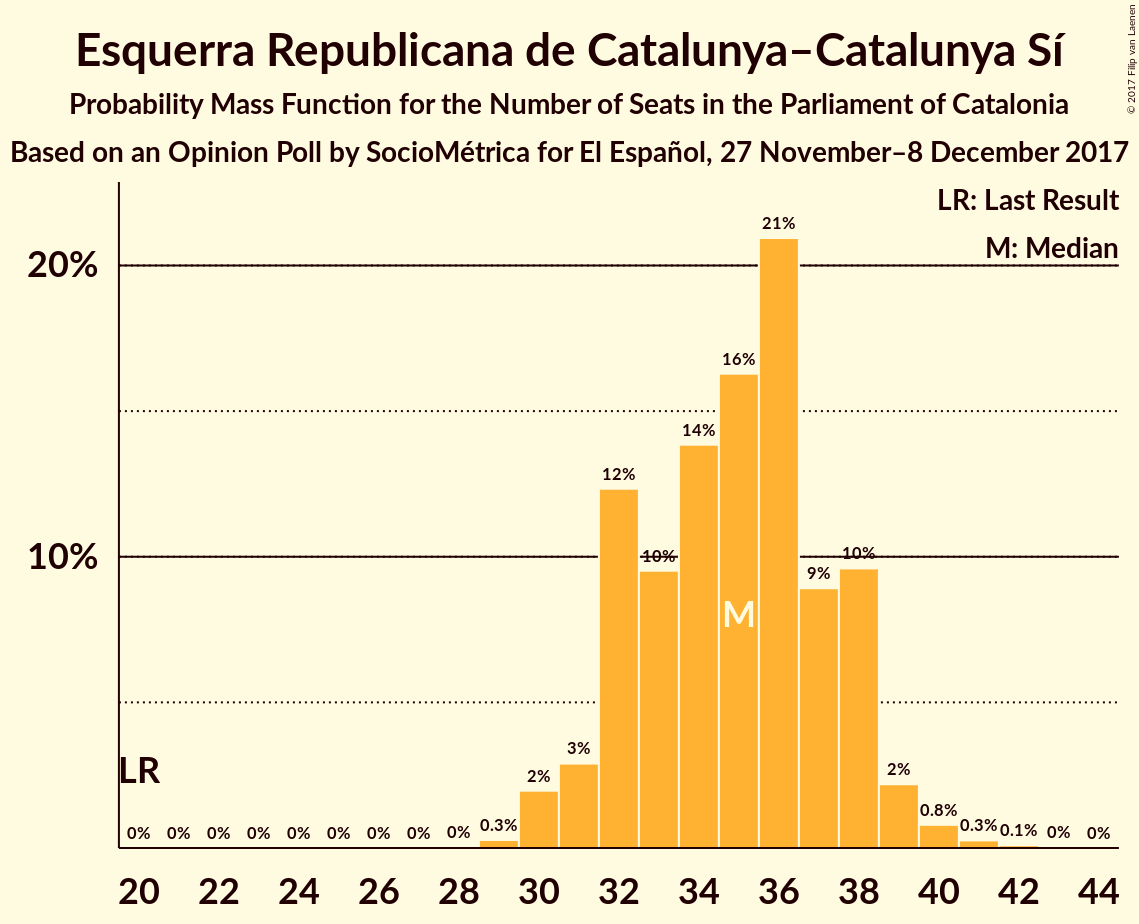 Esquerra Republicana de Catalunya–Catalunya Sí
Probability Mass Function for the Number of Seats in the Parliament of Catalonia
Based on an Opinion Poll by SocioMétrica for El Español, 27 November–8 December 2017
© 2017 Filip van Laenen
LR: Last Result
M: Median
20%
10%
21%
16%
14%
12%
10%
10%
9%
M
3%
2%
2%
LR
0% 0% 0% 0% 0% 0% 0% 0% 0% 0.3% 0.8% 0.3% 0.1% 0% 0%
20 22 24 26 28 30 32 34 36 38 40 42 44